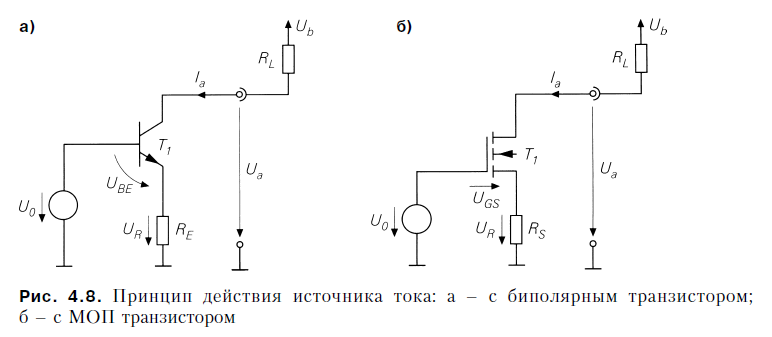 а)
U_b
R_L
I_a
T_1
U_BE
U_a
U_0
U_R
R_E
б)
U_b
R_L
I_a
T_1
U_GS
U_a
U_0
U_R
R_S
Рис. 4.8. Принцип действия источника тока: а – с биполярным транзистором;
б – с МОП транзистором